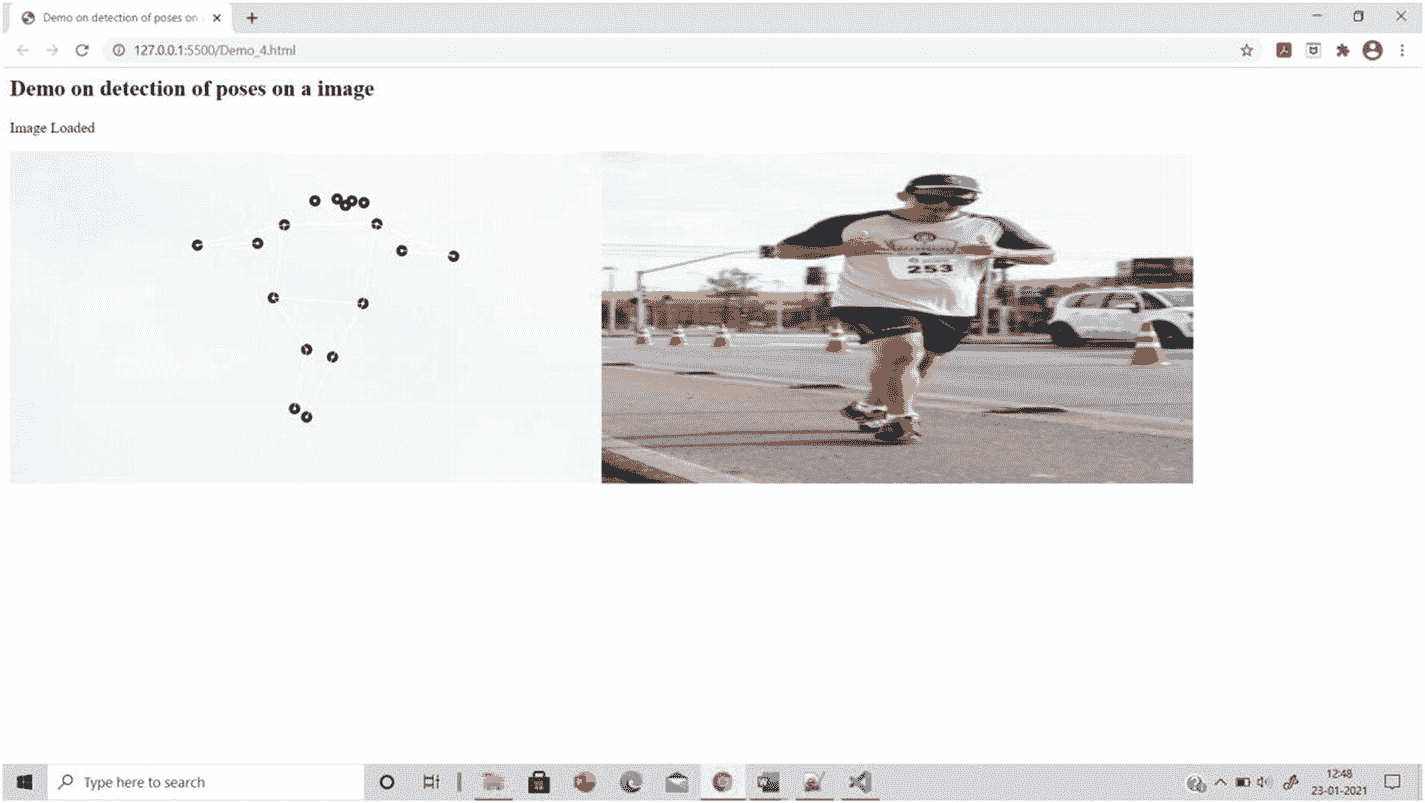 Demo on detection of poses on
127.0.0.1:5500/Demo_4.html
Demo on detection of poses on a image
Image Loaded
253
Type here to search
12:48
23-01-2021